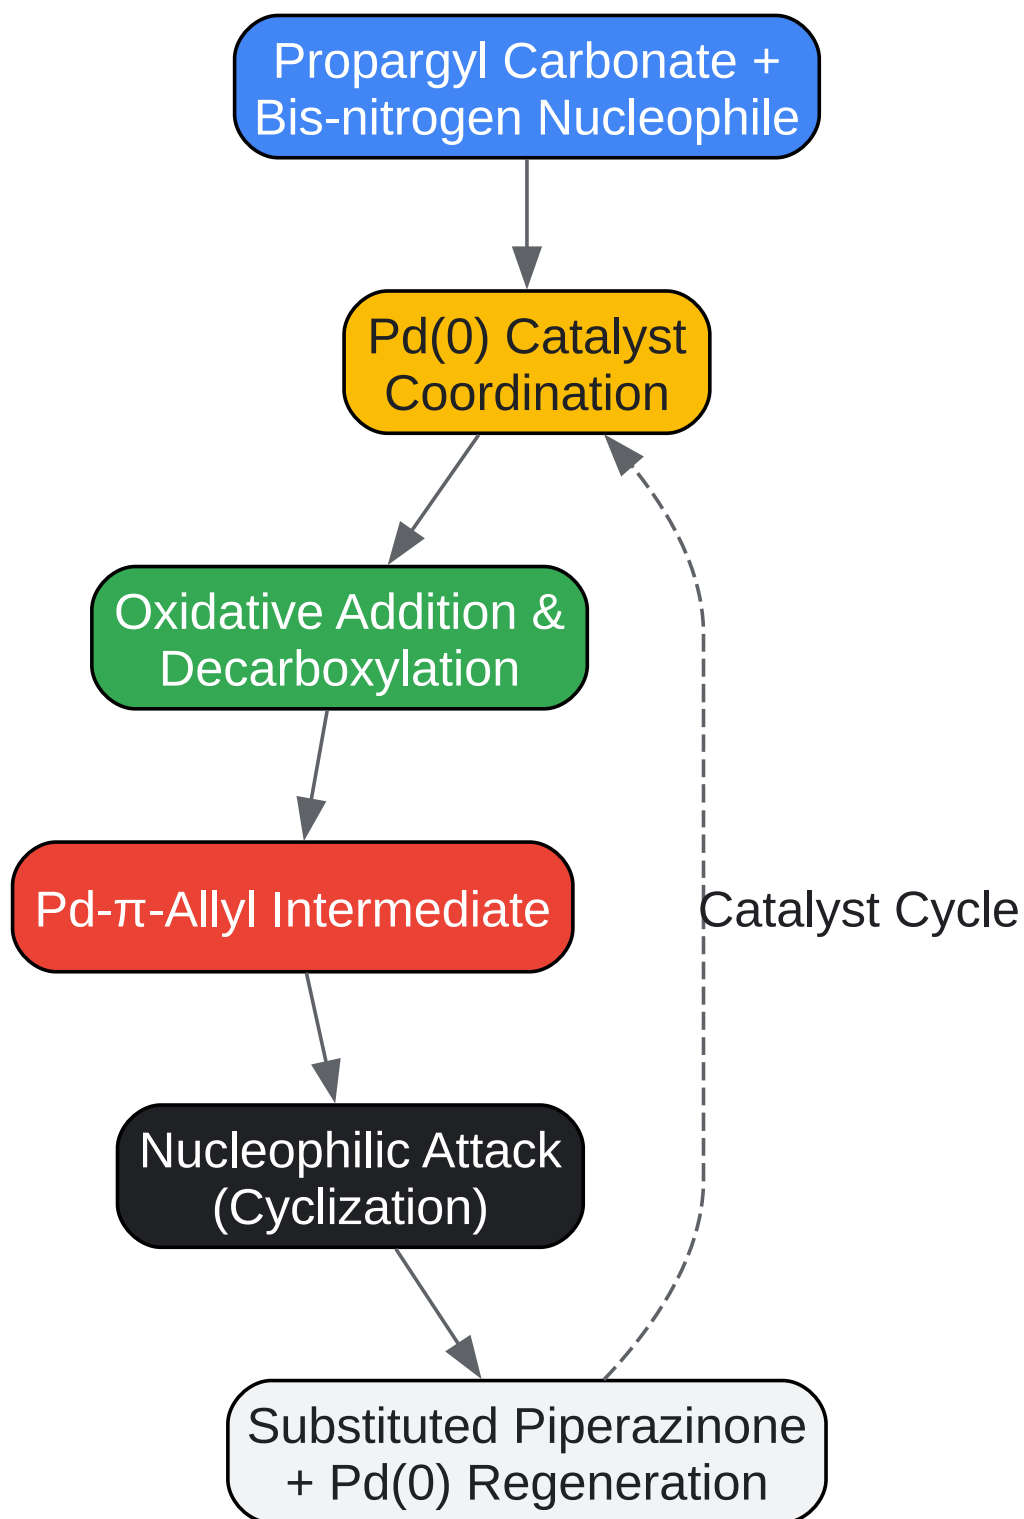 Propargyl Carbonate +
Bis-nitrogen Nucleophile
Pd(0) Catalyst
Coordination
Oxidative Addition &
Decarboxylation
Pd-π-Allyl Intermediate
Catalyst Cycle
Nucleophilic Attack
(Cyclization)
Substituted Piperazinone
+ Pd(0) Regeneration